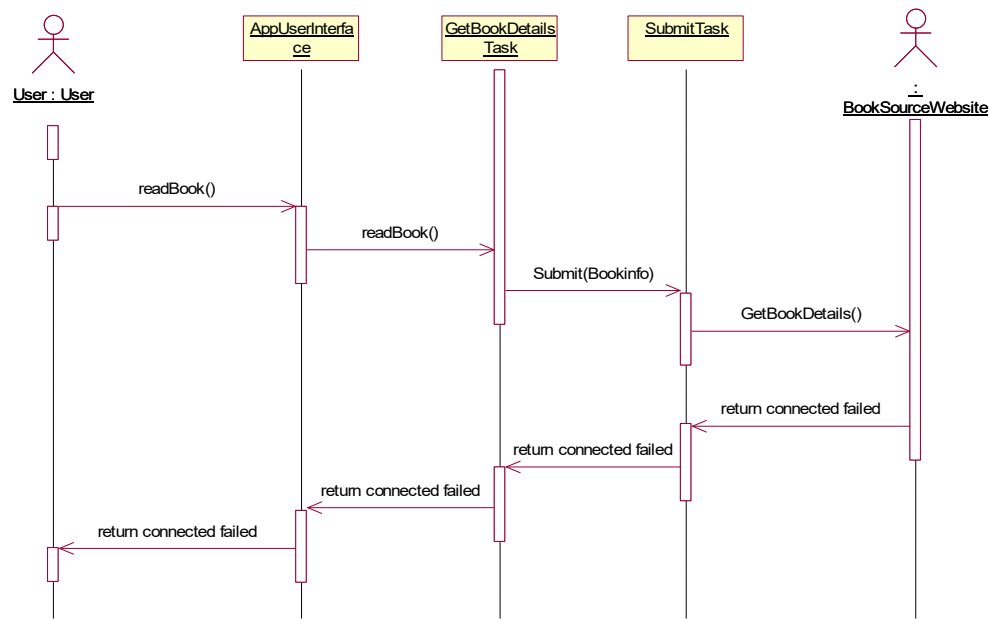 User : User
AppUserInterfa
ce
GetBookDetails
Task
SubmitTask
:
BookSourceWebsite
readBook()
readBook()
Submit(Bookinfo)
GetBookDetails()
return connected failed
return connected failed
return connected failed
return connected failed